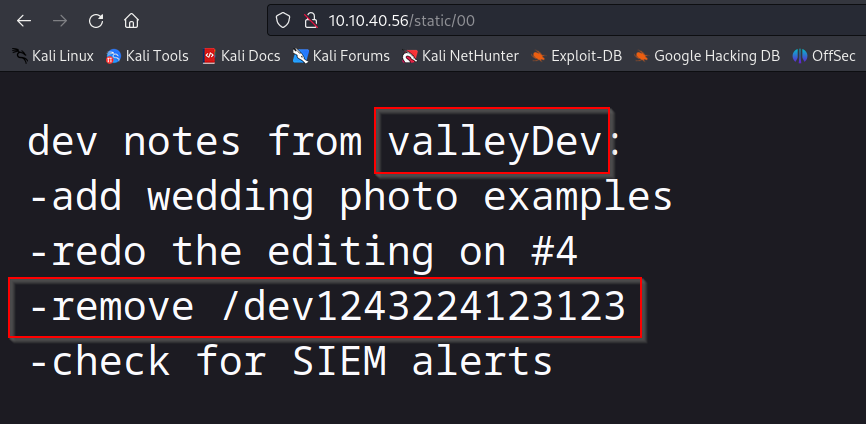 10.10.40.56/static/00
Kali Linux Kali Tools Kali Docs Kali Forums Kali NetHunter Exploit-DB Google Hacking DB OffSec
dev notes from valleyDev:
-add wedding photo examples
-redo the editing on #4
-remove /dev1243224123123
-check for SIEM alerts